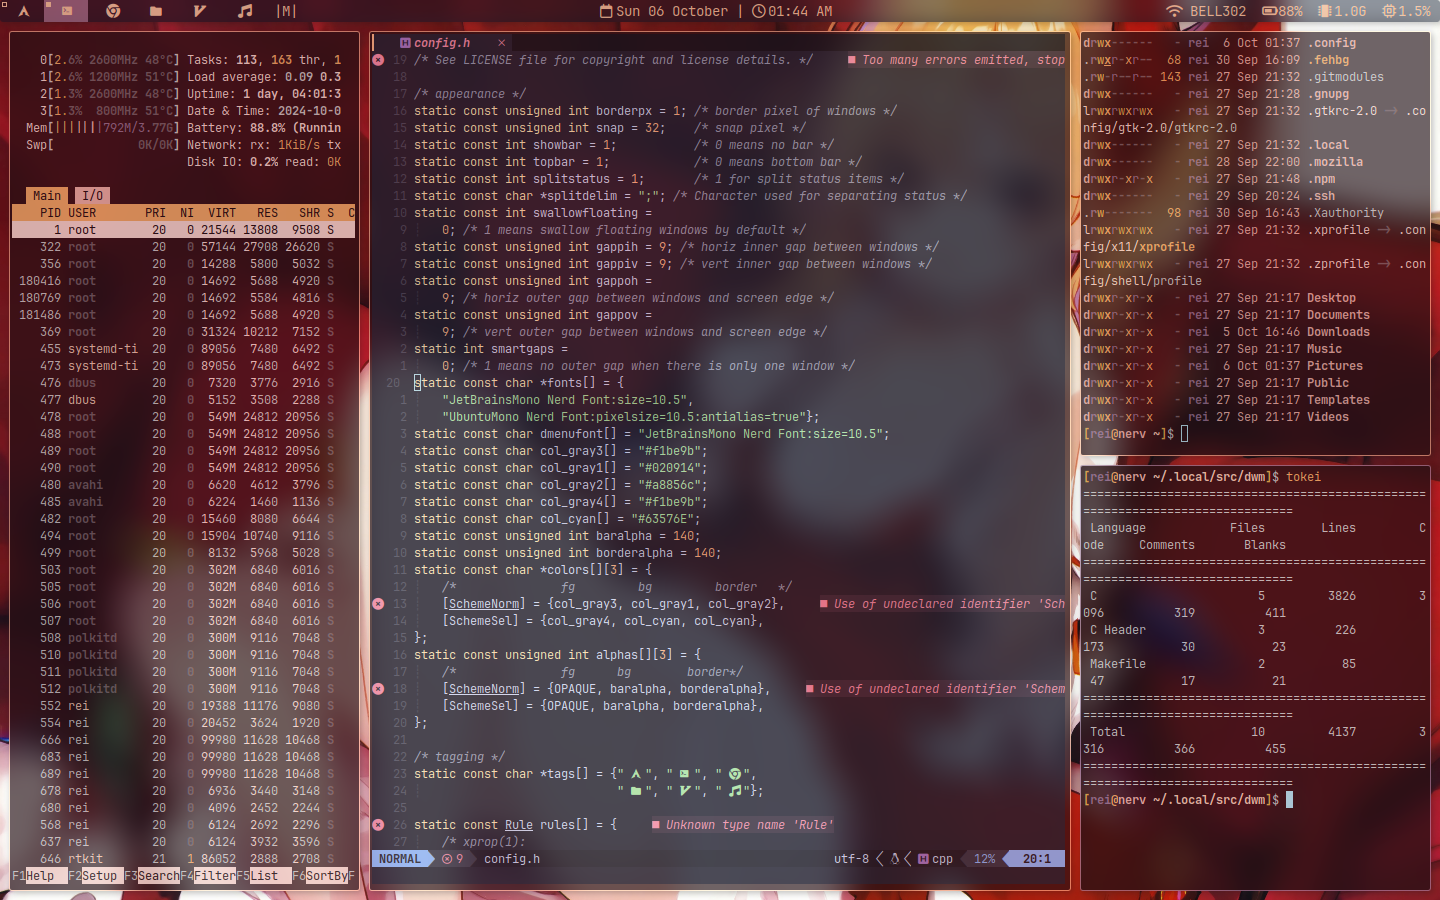 |M|
Sun 06 October | 01:44 AM
BELL302 88% 1.0G 1.5%
0[2.6% 2600MHz 48°C] Tasks: 113, 163 thr, 1
1[2.6% 1200MHz 51°C] Load average: 0.09 0.3
2[1.3% 2600MHz 48°C] Uptime: 1 day, 04:01:3
3[1.3%  800MHz 51°C] Date & Time: 2024-10-0
Mem[|||||||792M/3.77G] Battery: 88.8% (Runnin
Swp[            0K/0K] Network: rx: 1KiB/s tx
Disk IO: 0.2% read: 0K
Main I/O
PID USER PRI NI VIRT RES SHR S C
1 root 20 0 21544 13808 9508 S
322 root 20 0 57144 27908 26620 S
356 root 20 0 14288 5800 5032 S
180416 root 20 0 14692 5688 4920 S
180769 root 20 0 14692 5584 4816 S
181486 root 20 0 14692 5688 4920 S
369 root 20 0 31324 10212 7152 S
455 systemd-ti 20 0 89056 7480 6492 S
473 systemd-ti 20 0 89056 7480 6492 S
476 dbus 20 0 7320 3776 2916 S
477 dbus 20 0 5152 3508 2288 S
478 root 20 0 549M 24812 20956 S
488 root 20 0 549M 24812 20956 S
489 root 20 0 549M 24812 20956 S
490 root 20 0 549M 24812 20956 S
480 avahi 20 0 6620 4612 3796 S
485 avahi 20 0 6224 1460 1136 S
482 root 20 0 15460 8080 6644 S
494 root 20 0 15904 10740 9116 S
499 root 20 0 8132 5968 5028 S
503 root 20 0 302M 6840 6016 S
505 root 20 0 302M 6840 6016 S
506 root 20 0 302M 6840 6016 S
507 root 20 0 302M 6840 6016 S
508 polkitd 20 0 300M 9116 7048 S
510 polkitd 20 0 300M 9116 7048 S
511 polkitd 20 0 300M 9116 7048 S
512 polkitd 20 0 300M 9116 7048 S
552 rei 20 0 19388 11176 9080 S
554 rei 20 0 20452 3624 1920 S
666 rei 20 0 99980 11628 10468 S
683 rei 20 0 99980 11628 10468 S
689 rei 20 0 99980 11628 10468 S
678 rei 20 0 6936 3440 3148 S
680 rei 20 0 4096 2452 2244 S
568 rei 20 0 6124 2692 2296 S
637 rei 20 0 6124 3932 3596 S
646 rtkit 21 1 86052 2888 2708 S
F1Help F2Setup F3SearchF4FilterF5List F6SortByF
config.h ×
19 /* See LICENSE file for copyright and license details. */ ■ Too many errors emitted, stop
18
17 /* appearance */
16 static const unsigned int borderpx = 1; /* border pixel of windows */
15 static const unsigned int snap = 32; /* snap pixel */
14 static const int showbar = 1; /* 0 means no bar */
13 static const int topbar = 1; /* 0 means bottom bar */
12 static const int splitstatus = 1; /* 1 for split status items */
11 static const char *splitdelim = ";"; /* Character used for separating status */
10 static const int swallowfloating =
9 0; /* 1 means swallow floating windows by default */
8 static const unsigned int gappih = 9; /* horiz inner gap between windows */
7 static const unsigned int gappiv = 9; /* vert inner gap between windows */
6 static const unsigned int gappoh =
5 9; /* horiz outer gap between windows and screen edge */
4 static const unsigned int gappov =
3 9; /* vert outer gap between windows and screen edge */
2 static int smartgaps =
1 0; /* 1 means no outer gap when there is only one window */
20 static const char *fonts[] = {
1 "JetBrainsMono Nerd Font:size=10.5",
2 "UbuntuMono Nerd Font:pixelsize=10.5:antialias=true"};
3 static const char dmenufont[] = "JetBrainsMono Nerd Font:size=10.5";
4 static const char col_gray3[] = "#f1be9b";
5 static const char col_gray1[] = "#020914";
6 static const char col_gray2[] = "#a8856c";
7 static const char col_gray4[] = "#f1be9b";
8 static const char col_cyan[] = "#63576E";
9 static const unsigned int baralpha = 140;
10 static const unsigned int borderalpha = 140;
11 static const char *colors[][3] = {
12 /* fg bg border */
13 [SchemeNorm] = {col_gray3, col_gray1, col_gray2}, ■ Use of undeclared identifier 'Sch
14 [SchemeSel] = {col_gray4, col_cyan, col_cyan},
15 };
16 static const unsigned int alphas[][3] = {
17 /* fg bg border*/
18 [SchemeNorm] = {OPAQUE, baralpha, borderalpha}, ■ Use of undeclared identifier 'Schem
19 [SchemeSel] = {OPAQUE, baralpha, borderalpha},
20 };
21
22 /* tagging */
23 static const char *tags[] = {" ", " ", " ",
24 " ", " ", " "};
25
26 static const Rule rules[] = { ■ Unknown type name 'Rule'
27 /* xprop(1):
NORMAL 9 config.h utf-8 cpp 12% 20:1
drwx------ - rei 6 Oct 01:37 .config
.rwxr-xr-- 68 rei 30 Sep 16:09 .fehbg
.rw-r--r-- 143 rei 27 Sep 21:32 .gitmodules
drwx------ - rei 27 Sep 21:28 .gnupg
lrwxrwxrwx - rei 27 Sep 21:32 .gtkrc-2.0 -> .co
nfig/gtk-2.0/gtkrc-2.0
drwx------ - rei 27 Sep 21:32 .local
drwx------ - rei 28 Sep 22:00 .mozilla
drwxr-xr-x - rei 27 Sep 21:48 .npm
drwx------ - rei 29 Sep 20:24 .ssh
.rw------- 98 rei 30 Sep 16:43 .Xauthority
lrwxrwxrwx - rei 27 Sep 21:32 .xprofile -> .con
fig/x11/xprofile
lrwxrwxrwx - rei 27 Sep 21:32 .zprofile -> .con
fig/shell/profile
drwxr-xr-x - rei 27 Sep 21:17 Desktop
drwxr-xr-x - rei 27 Sep 21:17 Documents
drwxr-xr-x - rei 5 Oct 16:46 Downloads
drwxr-xr-x - rei 27 Sep 21:17 Music
drwxr-xr-x - rei 6 Oct 01:37 Pictures
drwxr-xr-x - rei 27 Sep 21:17 Public
drwxr-xr-x - rei 27 Sep 21:17 Templates
drwxr-xr-x - rei 27 Sep 21:17 Videos
[rei@nerv ~]$
[rei@nerv ~/.local/src/dwm]$ tokei
=================================================
==============================
Language Files Lines C
ode Comments Blanks
=================================================
==============================
C 5 3826 3
096 319 411
C Header 3 226
173 30 23
Makefile 2 85
47 17 21
=================================================
==============================
Total 10 4137 3
316 366 455
=================================================
==============================
[rei@nerv ~/.local/src/dwm]$